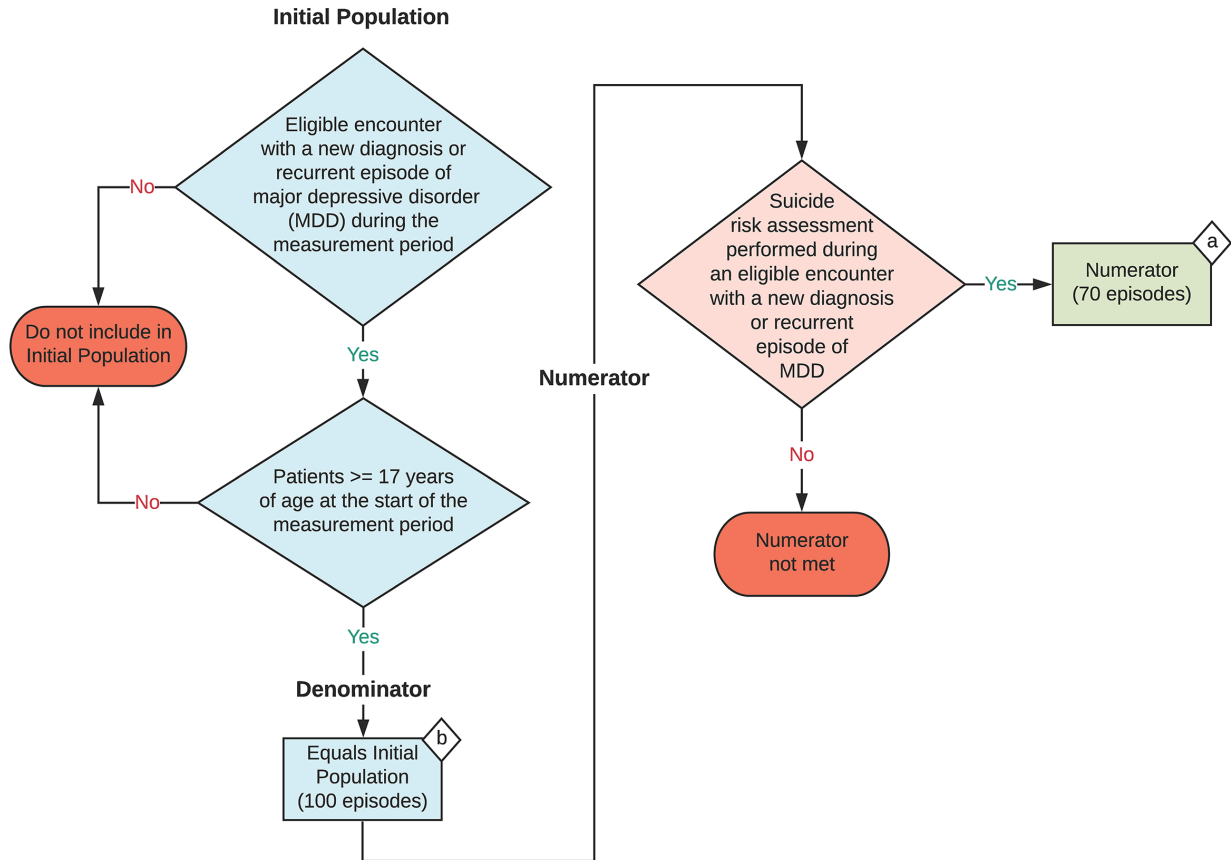 Initial Population
Eligible encounter
with a new diagnosis or
recurrent episode of
major depressive disorder
(MDD) during the
measurement period
No
Do not include in
Initial Population
Yes
Patients >= 17 years
of age at the start of the
measurement period
No
Yes
Denominator
b
Equals Initial
Population
(100 episodes)
Numerator
Suicide
risk assessment
performed during
an eligible encounter
with a new diagnosis
or recurrent
episode of
MDD
Yes
a
Numerator
(70 episodes)
No
Numerator
not met